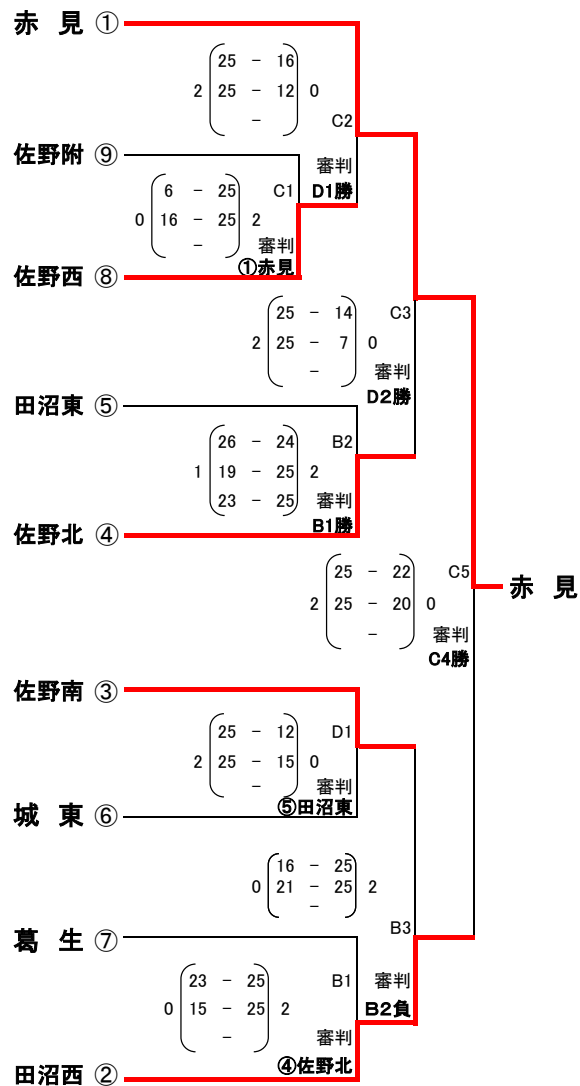 赤 見 ①
25 - 16
2 25 - 12 0
-
C2
佐野附 ⑨
審判
D1勝
6 - 25
C1
0 16 - 25 2
-
審判
①赤見
佐野西 ⑧
25 - 14
C3
2 25 - 7 0
-
審判
D2勝
田沼東 ⑤
26 - 24
B2
1 19 - 25 2
23 - 25
審判
B1勝
佐野北 ④
25 - 22
C5
2 25 - 20 0
-
審判
C4勝
赤 見
佐野南 ③
25 - 12
D1
2 25 - 15 0
-
審判
⑤田沼東
城 東 ⑥
16 - 25
0 21 - 25 2
-
B3
葛 生 ⑦
23 - 25
B1
審判
0 15 - 25 2
B2負
-
審判
④佐野北
田沼西 ②